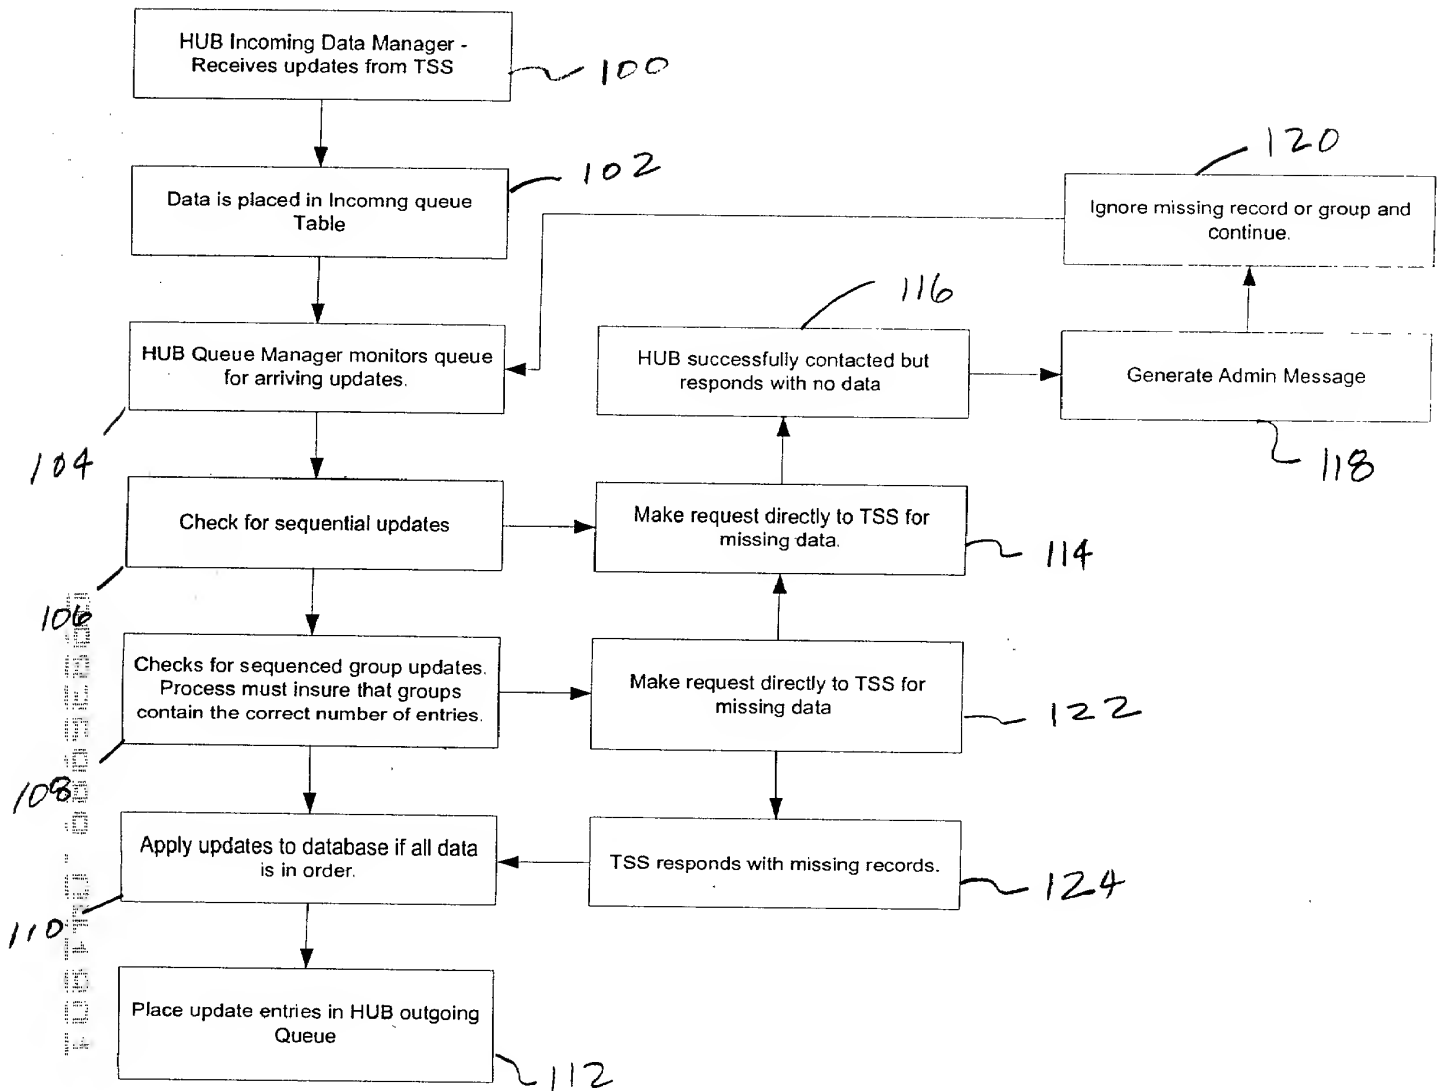 HUB Incoming Data Manager -
Receives updates from TSS
100
Data is placed in Incomng queue
Table
102
HUB Queue Manager monitors queue
for arriving updates.
104
Check for sequential updates
106
Checks for sequenced group updates.
Process must insure that groups
contain the correct number of entries.
108
Apply updates to database if all data
is in order.
110
Place update entries in HUB outgoing
Queue
112
Make request directly to TSS for
missing data.
114
HUB successfully contacted but
responds with no data
116
Generate Admin Message
118
Ignore missing record or group and
continue.
120
Make request directly to TSS for
missing data
122
TSS responds with missing records.
124